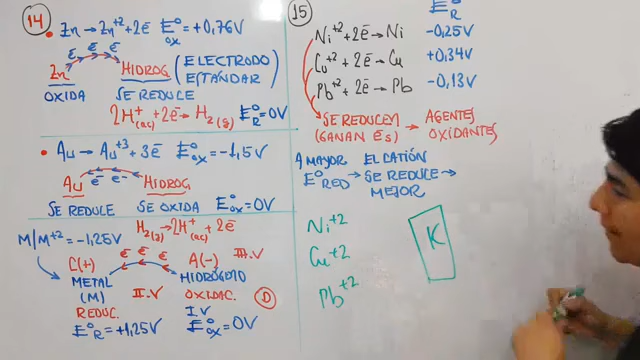 14
• Zn → Zn+2 + 2ē E°ox = +0,76V
ē ē ē
Zn HIDROG (ELECTRODO ESTÁNDAR)
OXIDA SE REDUCE
2H+(ac) + 2ē → H2(g) E°R = 0V
• Au → Au+3 + 3ē E°ox = -1,5V
Au ē ē HIDROG
SE REDUCE SE OXIDA E°ox = 0V
H2(g) → 2H+(ac) + 2ē
M/M+2 = -1,25V
ē ē ē
C(+) A(-) III.V
METAL (M) II.V HIDRÓGENO
REDUC. OXIDAC. D
I.V
E°R = +1,25V E°ox = 0V
15
E°R
Ni+2 + 2ē → Ni -0,25V
Cu+2 + 2ē → Cu +0,34V
Pb+2 + 2ē → Pb -0,13V
SE REDUCEN → AGENTES
(GANAN ēs) OXIDANTES
A MAYOR EL CATIÓN
E°RED → SE REDUCE →
MEJOR
Ni+2
Cu+2
Pb+2
K